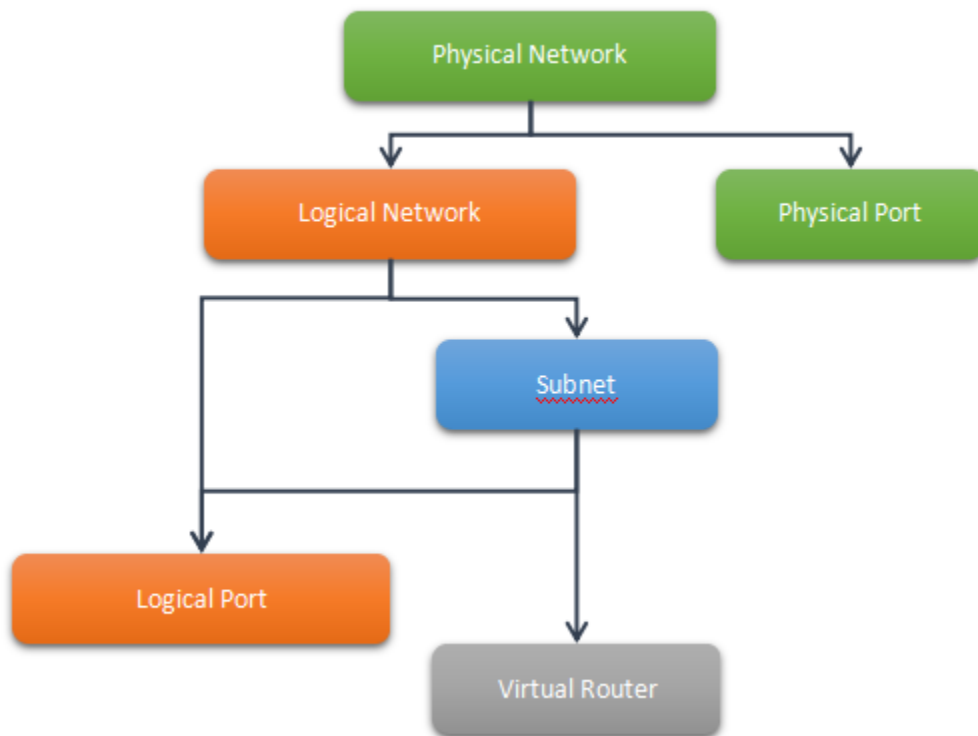 Physical Network
Logical Network
Physical Port
Subnet
Logical Port
Virtual Router